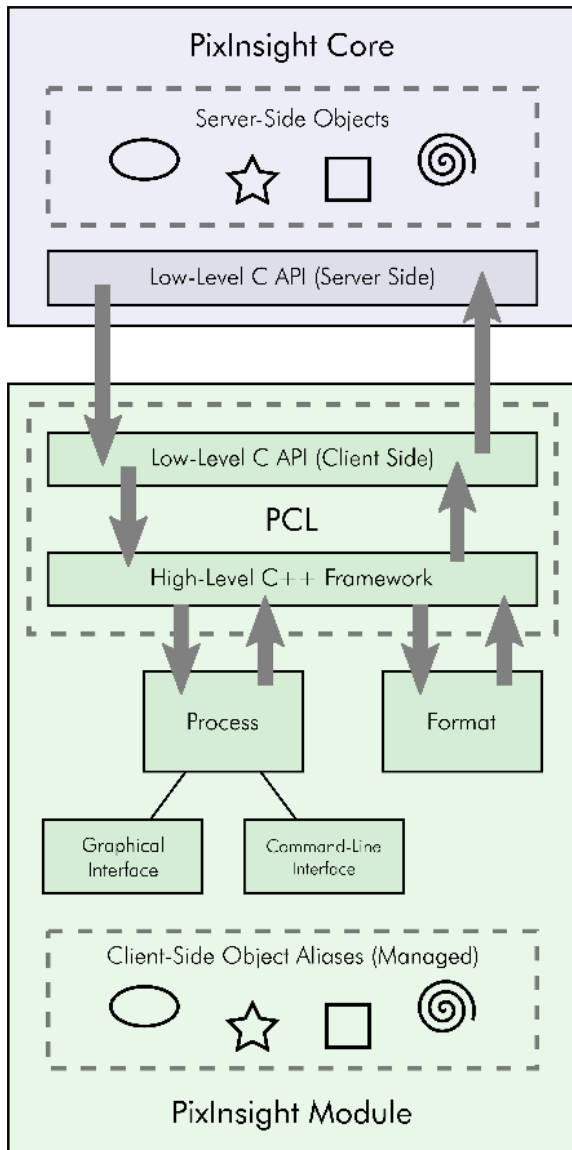 PixInsight Core
Server-Side Objects
Low-Level C API (Server Side)
Low-Level C API (Client Side)
PCL
High-Level C++ Framework
Process
Format
Graphical
Interface
Command-Line
Interface
Client-Side Object Aliases (Managed)
PixInsight Module